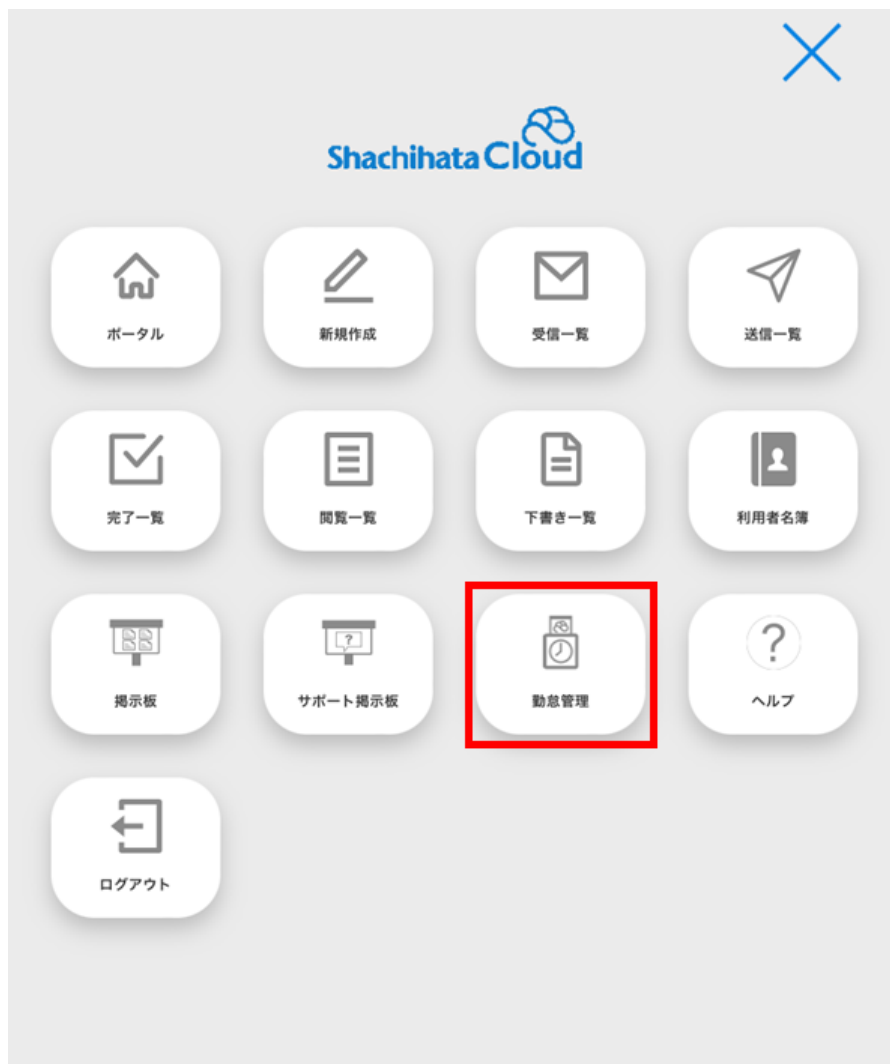 Shachihata Cloud
ポータル
新規作成
受信一覧
送信一覧
完了一覧
閲覧一覧
下書き一覧
利用者名簿
掲示板
?
サポート掲示板
勤怠管理
?
ヘルプ
ログアウト